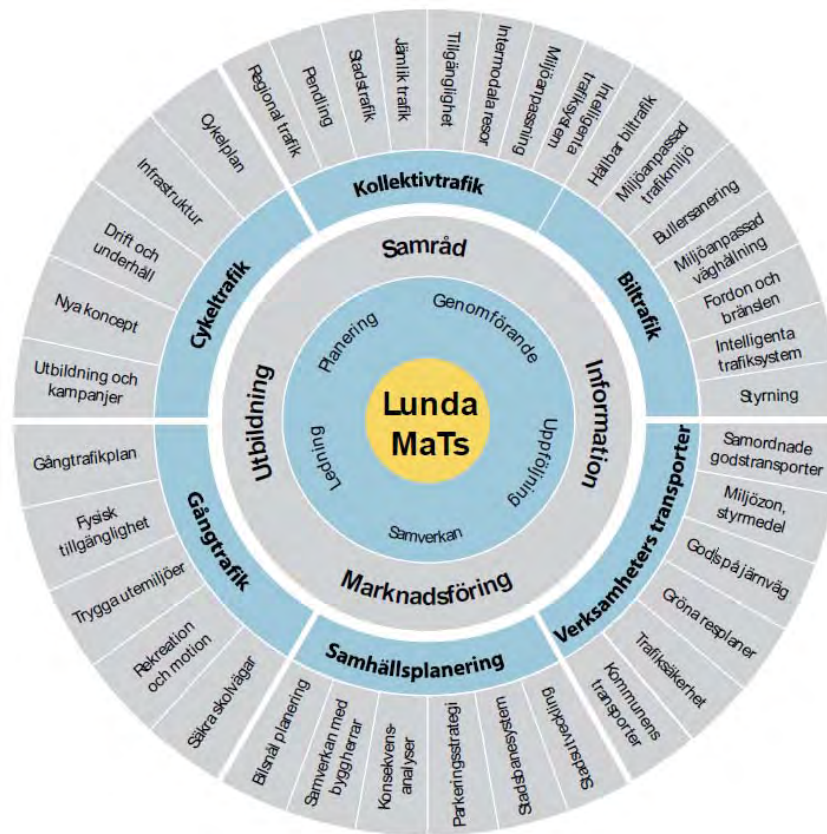 Lunda
MaTs
Planering
Genomförande
Uppföljning
Samverkan
Ledning
Samråd
Information
Marknadsföring
Utbildning
Kollektivtrafik
Regional trafik
Pendling
Stadstrafik
Jämlik trafik
Tillgänglighet
Intermodala resor
Miljöanpassning
Intelligenta
trafiksystem
Biltrafik
Hållbar biltrafik
Miljöanpassad
trafikmiljö
Bullersanering
Miljöanpassad
väghållning
Fordon och
bränslen
Intelligenta
trafiksystem
Styrning
Verksamheters transporter
Samordnade
godstransporter
Miljözon,
styrmedel
Gods på järnväg
Gröna resplaner
Trafiksäkerhet
Kommunens
transporter
Samhällsplanering
Stadsutveckling
Stadsbanesystem
Parkeringsstrategi
Konsekvens-
analyser
Samverkan med
byggherrar
Bilsnål planering
Gångtrafik
Säkra skolvägar
Rekreation
och motion
Trygga utemiljöer
Fysisk
tillgänglighet
Gångtrafikplan
Cykeltrafik
Utbildning och
kampanjer
Nya koncept
Drift och
underhåll
Infrastruktur
Cykelplan